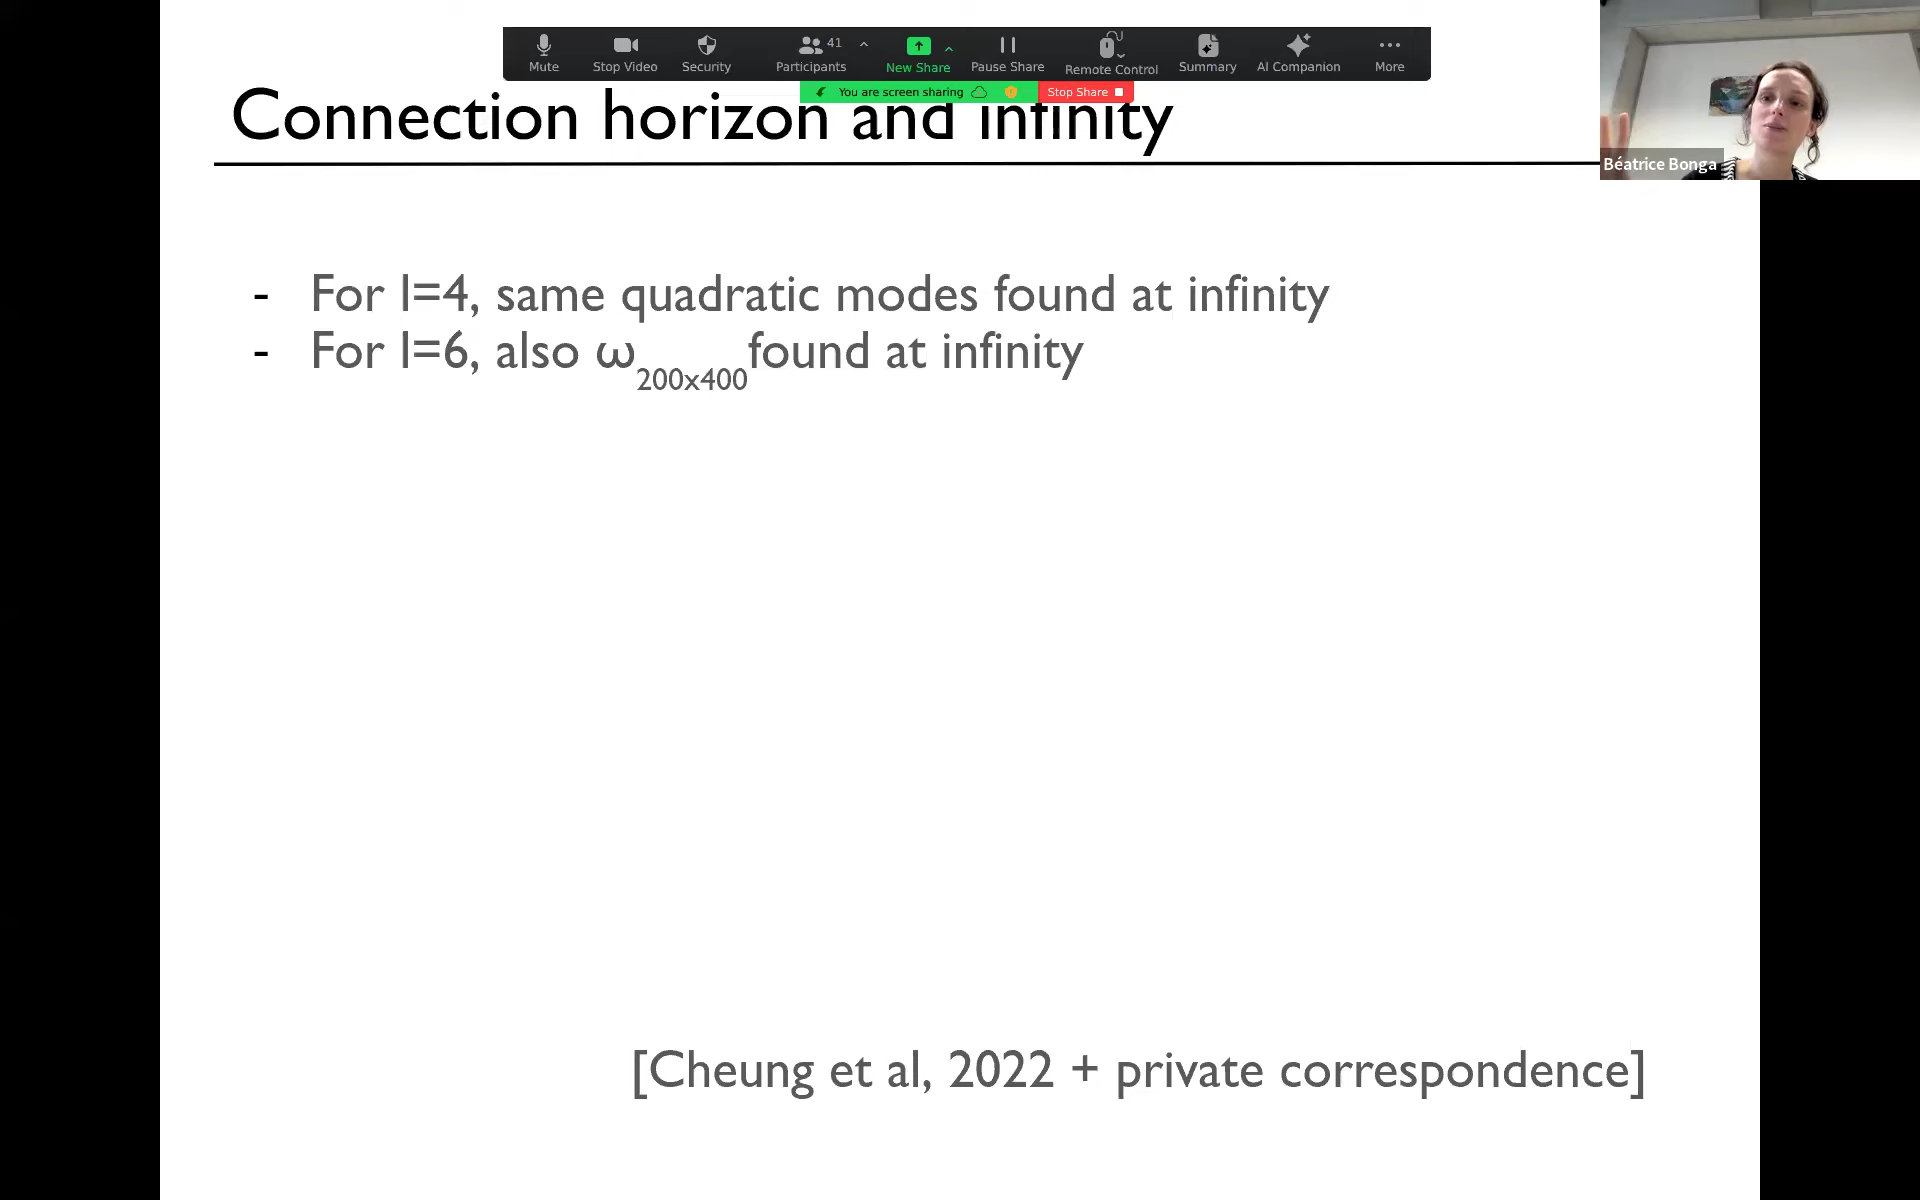 41
Mute
Stop Video
Security
Participants
New Share
Pause Share
Remote Control
Summary
AI Companion
More
You are screen sharing
Stop Share
Connection horizon and infinity
Béatrice Bonga
- For l=4, same quadratic modes found at infinity
- For l=6, also ω200x400 found at infinity
[Cheung et al, 2022 + private correspondence]